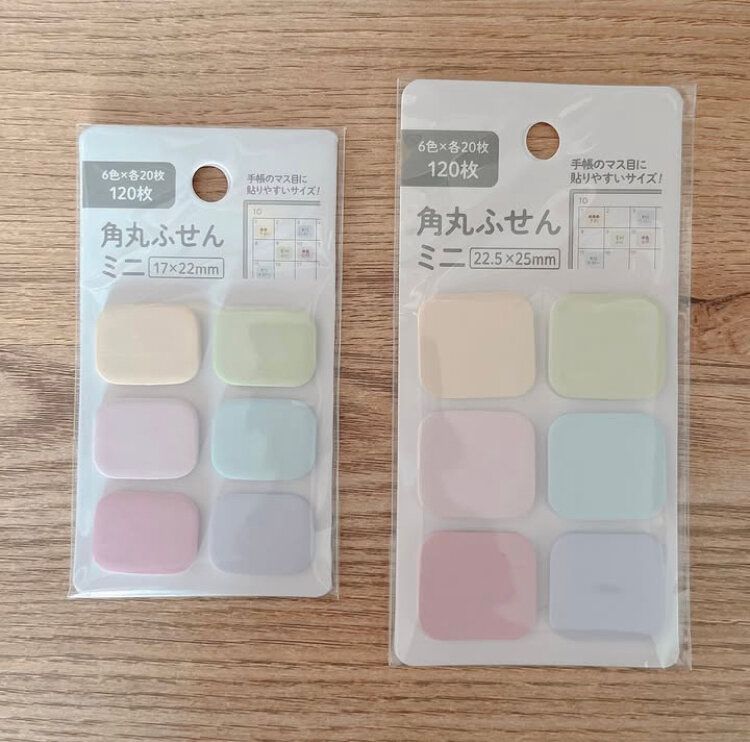 6色×各20枚
120枚
手帳のマス目に
貼りやすいサイズ!
10
角丸ふせん
ミニ 17×22mm
6色×各20枚
120枚
手帳のマス目に
貼りやすいサイズ!
10
角丸ふせん
ミニ 22.5×25mm